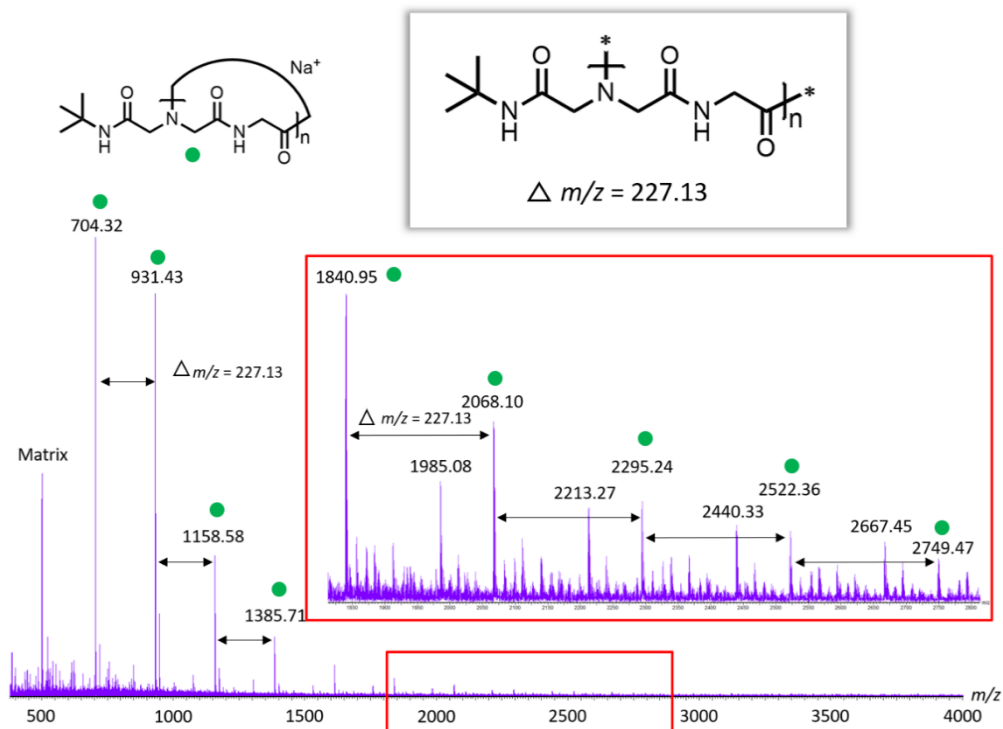 Na⁺
O
N
O
N
H
N
H
O
n
*
O
O
N
N
H
N
H
O
n
*
△ m/z = 227.13
704.32
931.43
△ m/z = 227.13
Matrix
1158.58
1385.71
1840.95
2068.10
△ m/z = 227.13
1985.08
2295.24
2213.27
2522.36
2440.33
2667.45
2749.47
500
1000
1500
2000
2500
3000
3500
4000
m/z